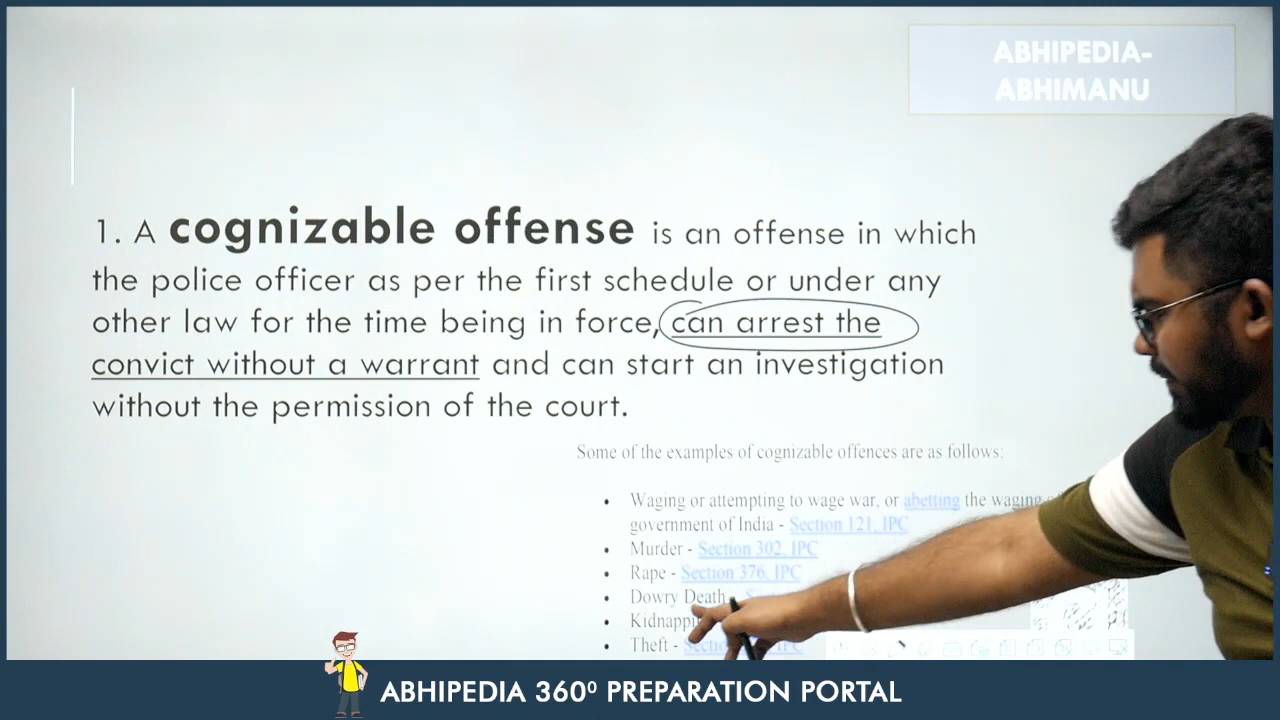 ABHIPEDIA-
ABHIMANU
1. A cognizable offense is an offense in which
the police officer as per the first schedule or under any
other law for the time being in force, can arrest the
convict without a warrant and can start an investigation
without the permission of the court.
Some of the examples of cognizable offences are as follows:
• Waging or attempting to wage war, or abetting the waging
government of India - Section 121, IPC
• Murder - Section 302, IPC
• Rape - Section 376, IPC
• Dowry Death -
•
• Theft -
ABHIPEDIA 360⁰ PREPARATION PORTAL